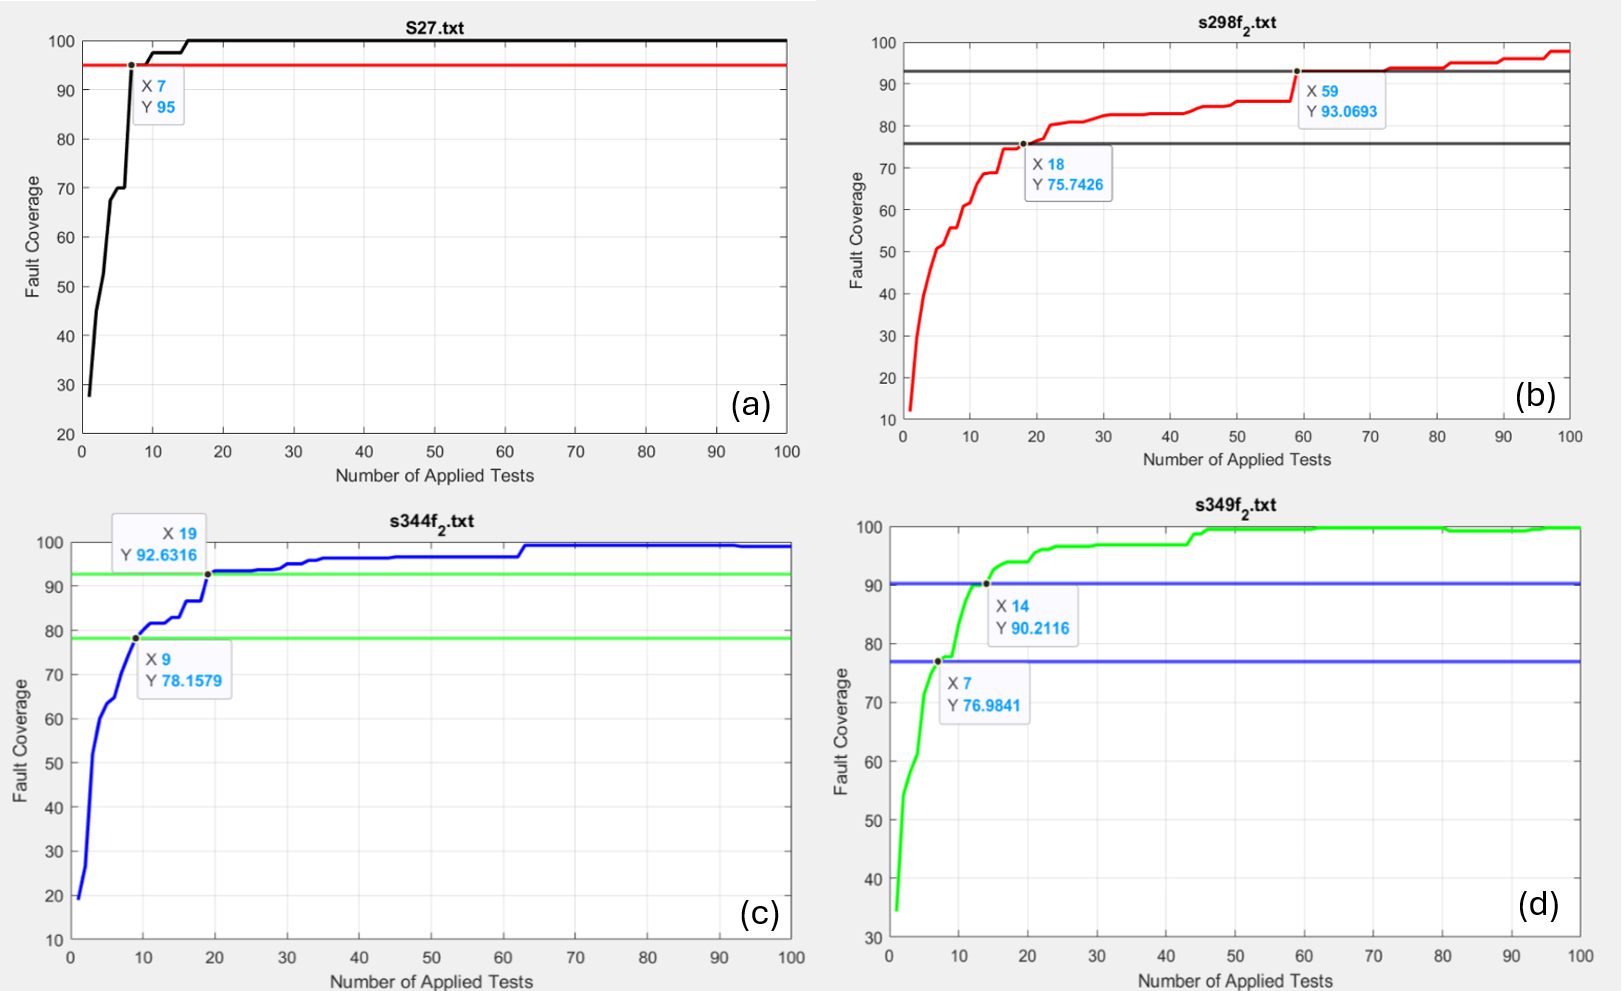 S27.txt
100
90
80
70
60
50
40
30
20
0 10 20 30 40 50 60 70 80 90 100
Fault Coverage
Number of Applied Tests
X 7
Y 95
(a)
s298f2.txt
100
90
80
70
60
50
40
30
20
10
0 10 20 30 40 50 60 70 80 90 100
Fault Coverage
Number of Applied Tests
X 59
Y 93.0693
X 18
Y 75.7426
(b)
s344f2.txt
100
90
80
70
60
50
40
30
20
10
0 10 20 30 40 50 60 70 80 90 100
Fault Coverage
Number of Applied Tests
X 19
Y 92.6316
X 9
Y 78.1579
(c)
s349f2.txt
100
90
80
70
60
50
40
30
0 10 20 30 40 50 60 70 80 90 100
Fault Coverage
Number of Applied Tests
X 14
Y 90.2116
X 7
Y 76.9841
(d)